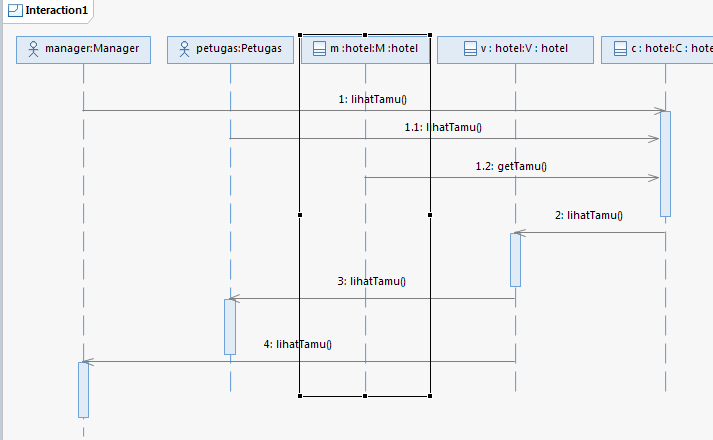 Interaction1
manager:Manager
petugas:Petugas
m :hotel:M :hotel
v : hotel:V : hotel
c : hotel:C : hote
1: lihatTamu()
1.1: lihatTamu()
1.2: getTamu()
2: lihatTamu()
3: lihatTamu()
4: lihatTamu()